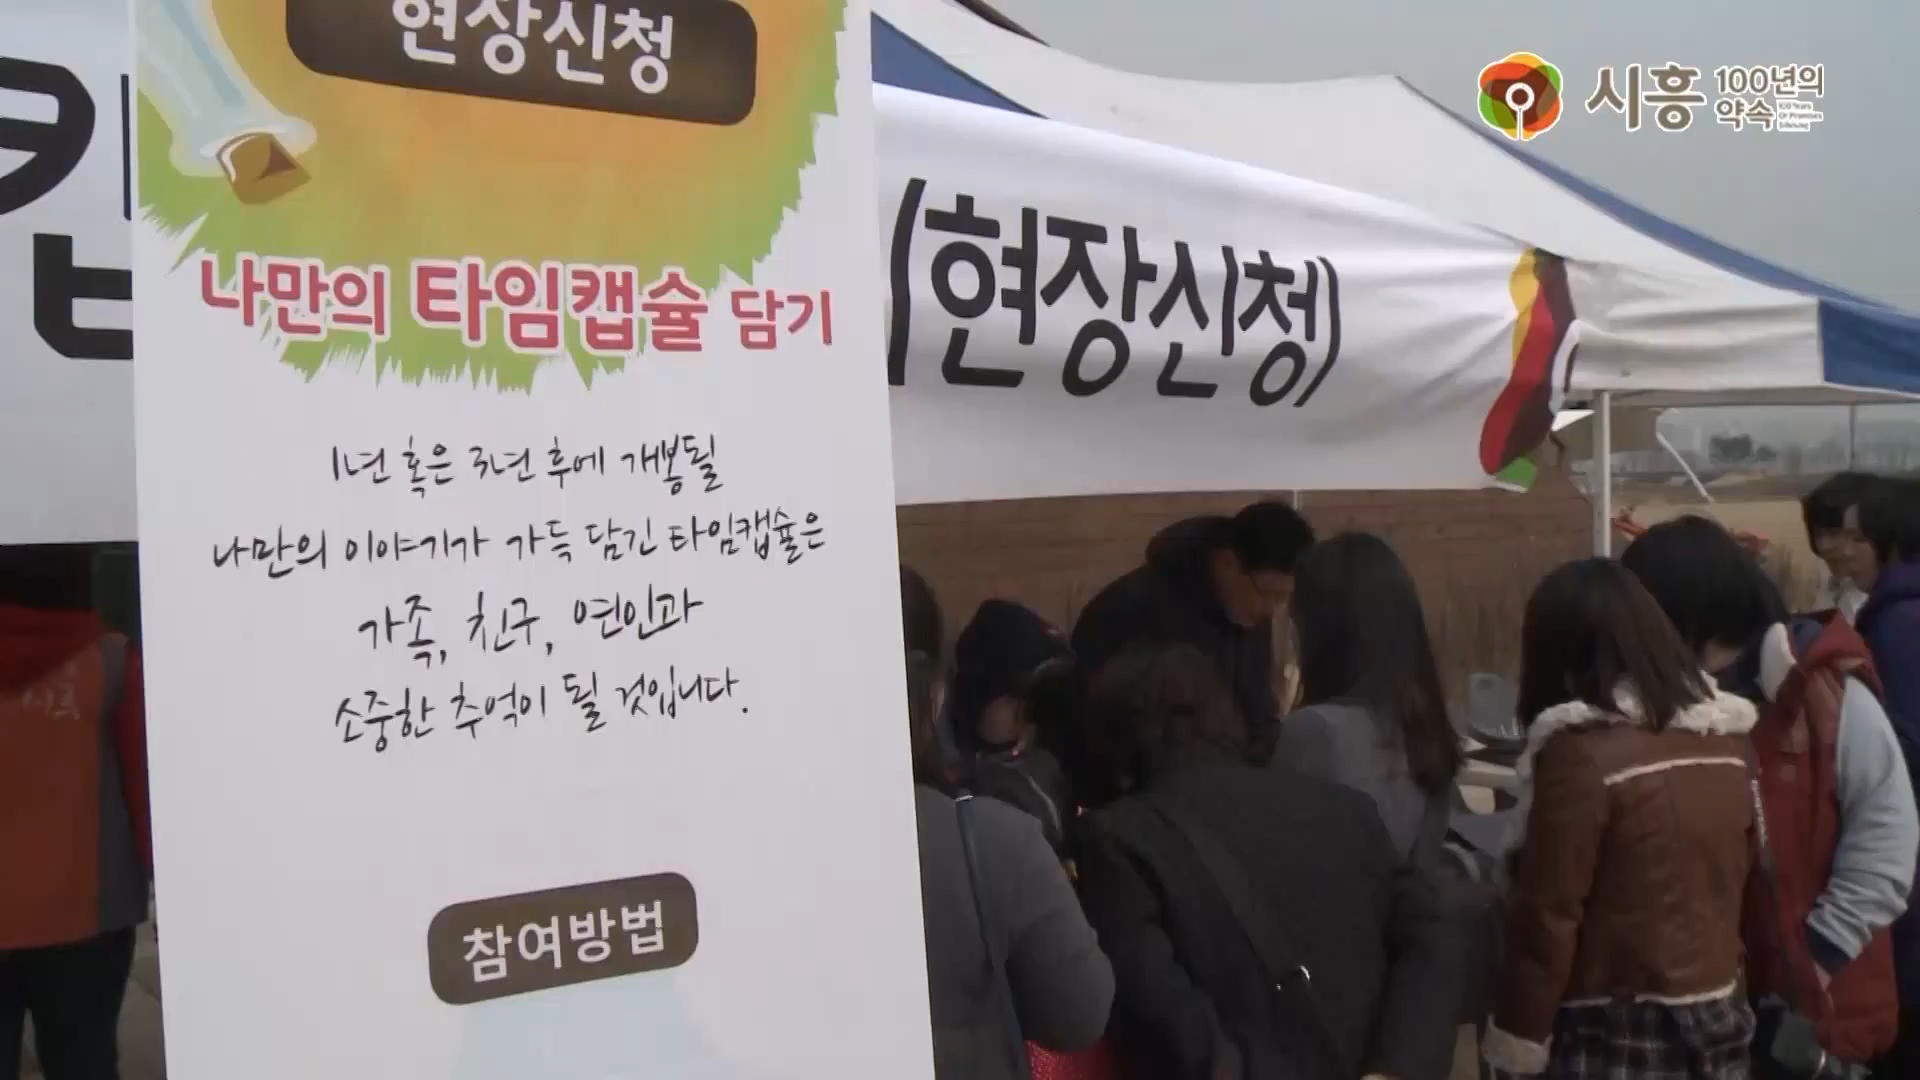 현장신청
나만의 타임캡슐 담기
1년 혹은 3년 후에 개봉될
나만의 이야기가 가득 담긴 타임캡슐은
가족, 친구, 연인과
소중한 추억이 될 것입니다.
참여방법
(현장신청)
시흥 100년의
약속